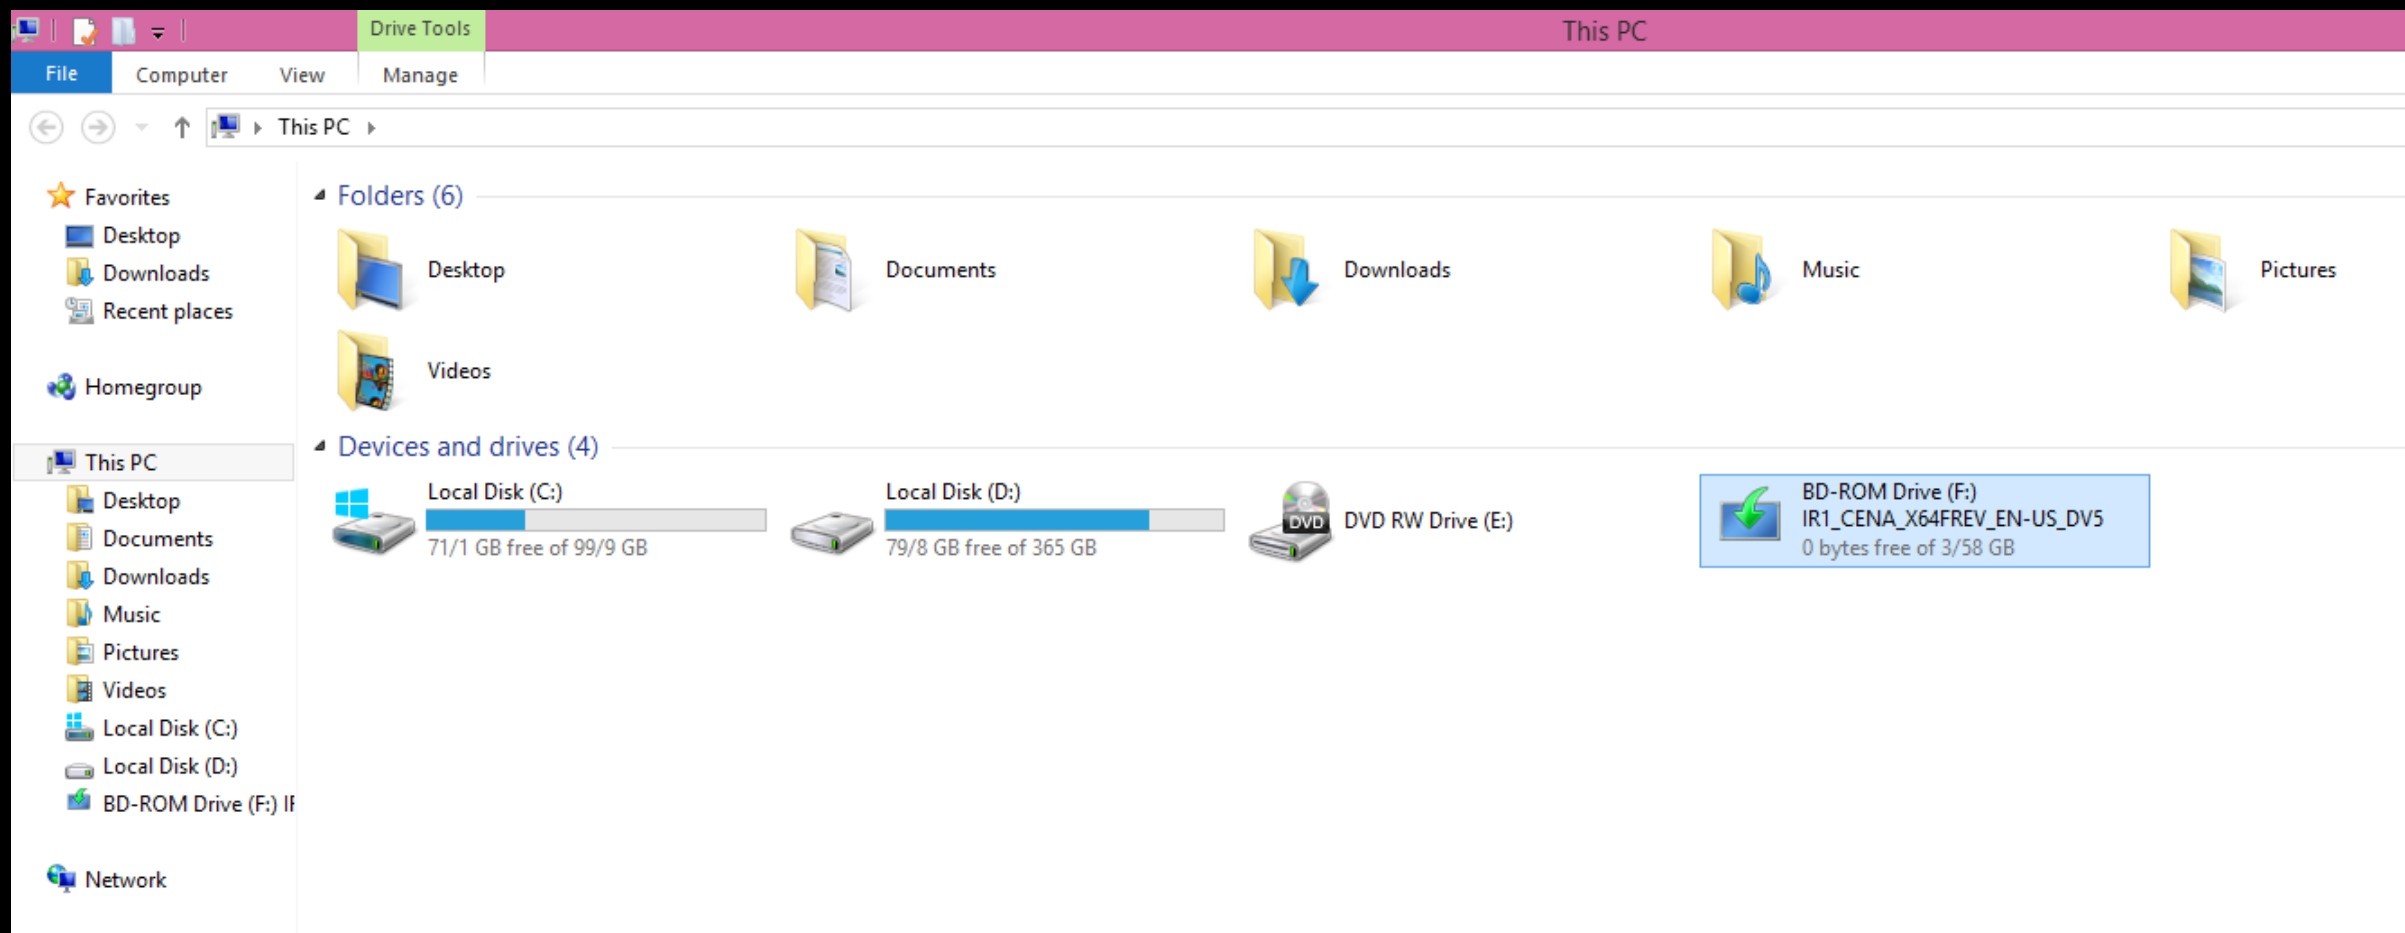 Drive Tools
This PC
File
Computer
View
Manage
This PC
Favorites
Desktop
Downloads
Recent places
Homegroup
This PC
Desktop
Documents
Downloads
Music
Pictures
Videos
Local Disk (C:)
Local Disk (D:)
BD-ROM Drive (F:) IR
Network
Folders (6)
Desktop
Documents
Downloads
Music
Pictures
Videos
Devices and drives (4)
Local Disk (C:)
71/1 GB free of 99/9 GB
Local Disk (D:)
79/8 GB free of 365 GB
DVD
DVD RW Drive (E:)
BD-ROM Drive (F:)
IR1_CENA_X64FREV_EN-US_DV5
0 bytes free of 3/58 GB